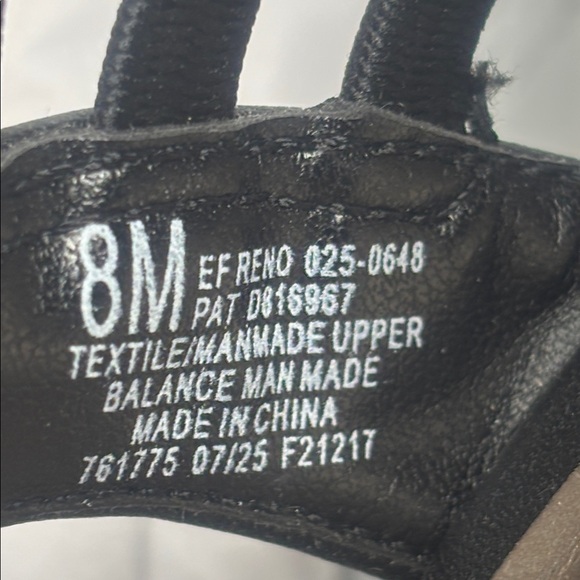 8M EF RENO 025-0648
PAT D816967
TEXTILE/MANMADE UPPER
BALANCE MAN MADE
MADE IN CHINA
761775 07/25 F21217